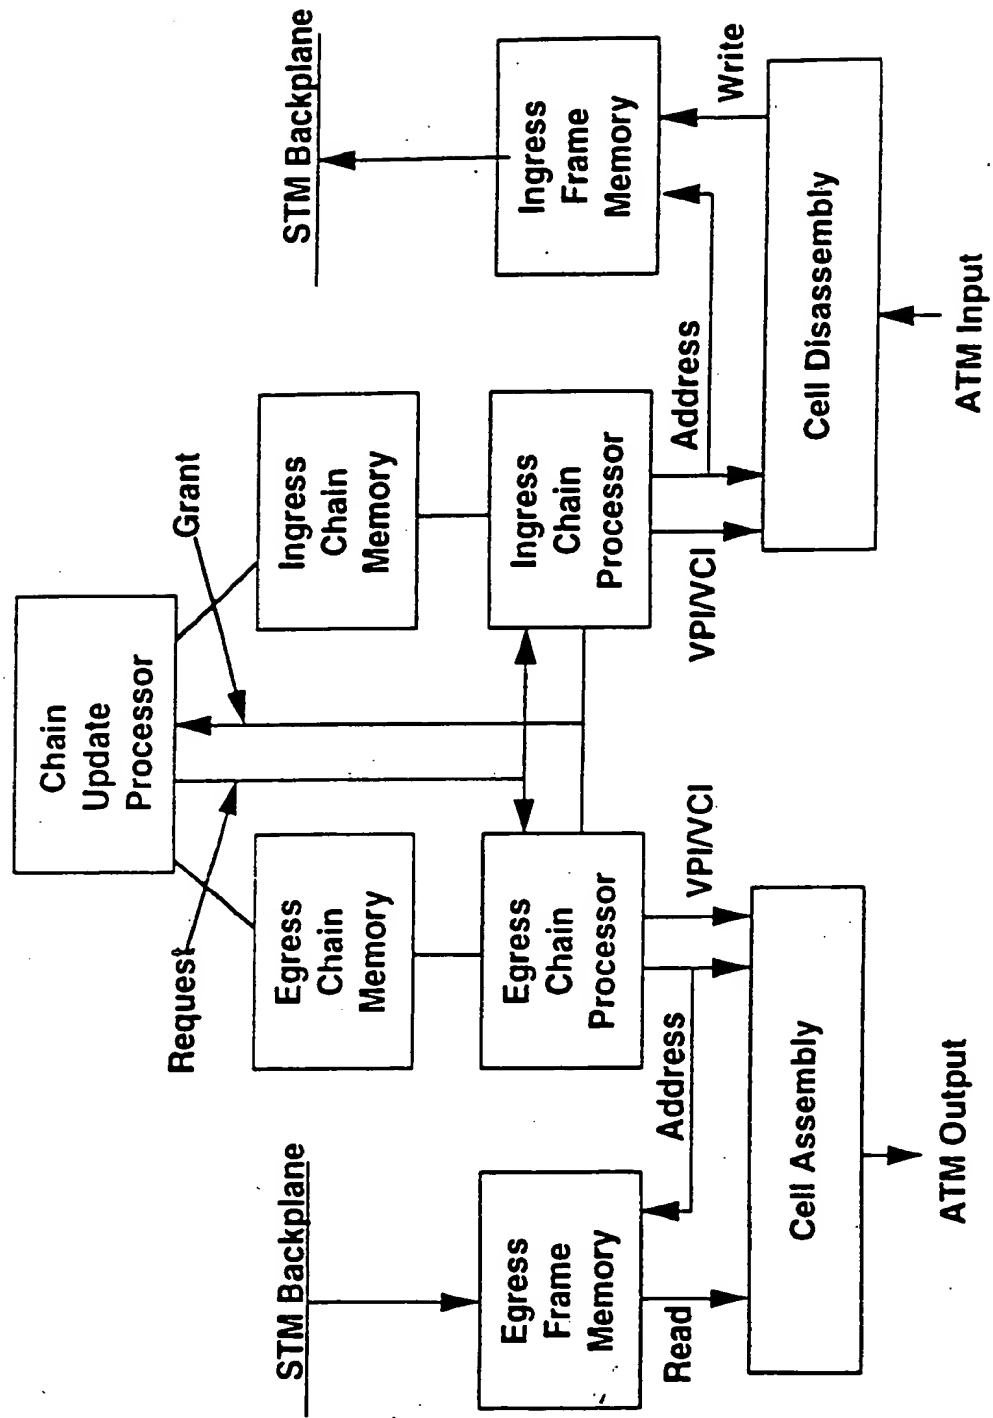 Chain
Update
Processor
Request
Grant
STM Backplane
Egress
Chain
Memory
Ingress
Chain
Memory
STM Backplane
Egress
Frame
Memory
Egress
Chain
Processor
Ingress
Chain
Processor
Ingress
Frame
Memory
Read
Address
VPI/VCI
VPI/VCI
Address
Write
Cell Assembly
Cell Disassembly
ATM Output
ATM Input